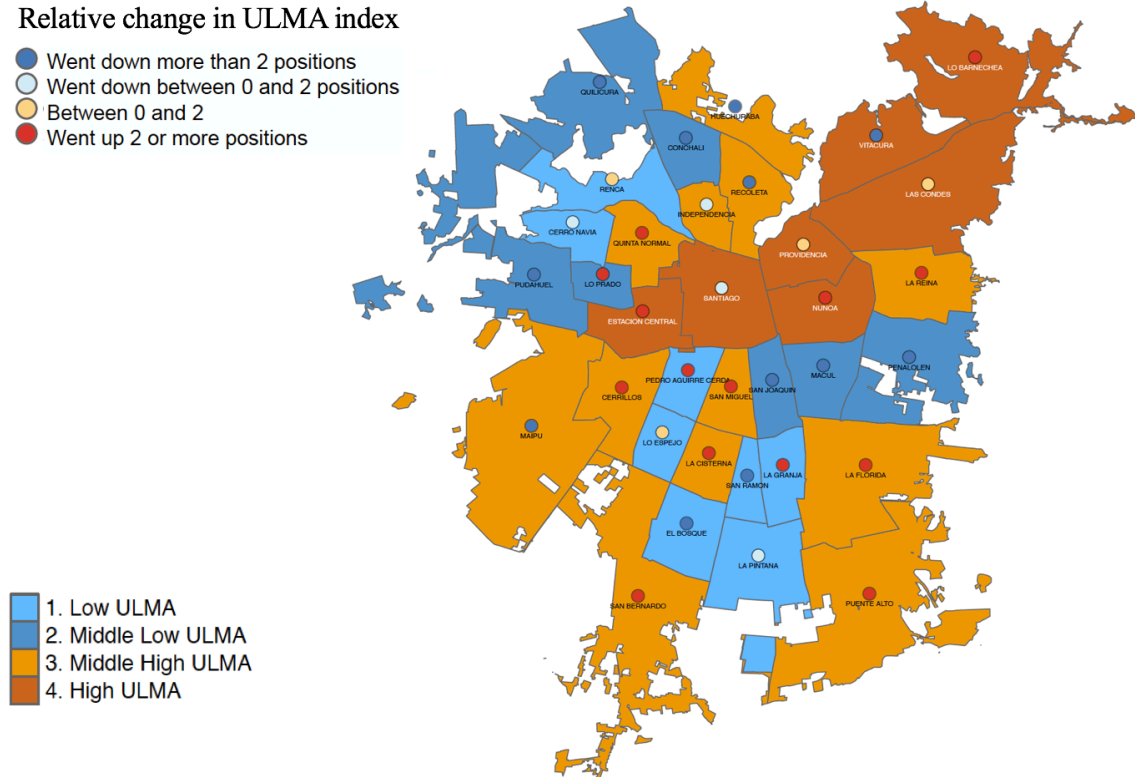 Relative change in ULMA index
Went down more than 2 positions
Went down between 0 and 2 positions
Between 0 and 2
Went up 2 or more positions
LO BARNECHEA
QUILICURA
HUECHURABA
VITACURA
CONCHALI
RENCA
RECOLETA
LAS CONDES
INDEPENDENCIA
CERRO NAVIA
QUINTA NORMAL
PROVIDENCIA
PUDAHUEL
LO PRADO
LA REINA
SANTIAGO
NUNOA
ESTACION CENTRAL
PENALOLEN
MACUL
PEDRO AGUIRRE CERDA
SAN JOAQUIN
CERRILLOS
SAN MIGUEL
MAIPU
LO ESPEJO
LA CISTERNA
LA GRANJA
LA FLORIDA
SAN RAMON
EL BOSQUE
LA PINTANA
SAN BERNARDO
PUENTE ALTO
1. Low ULMA
2. Middle Low ULMA
3. Middle High ULMA
4. High ULMA